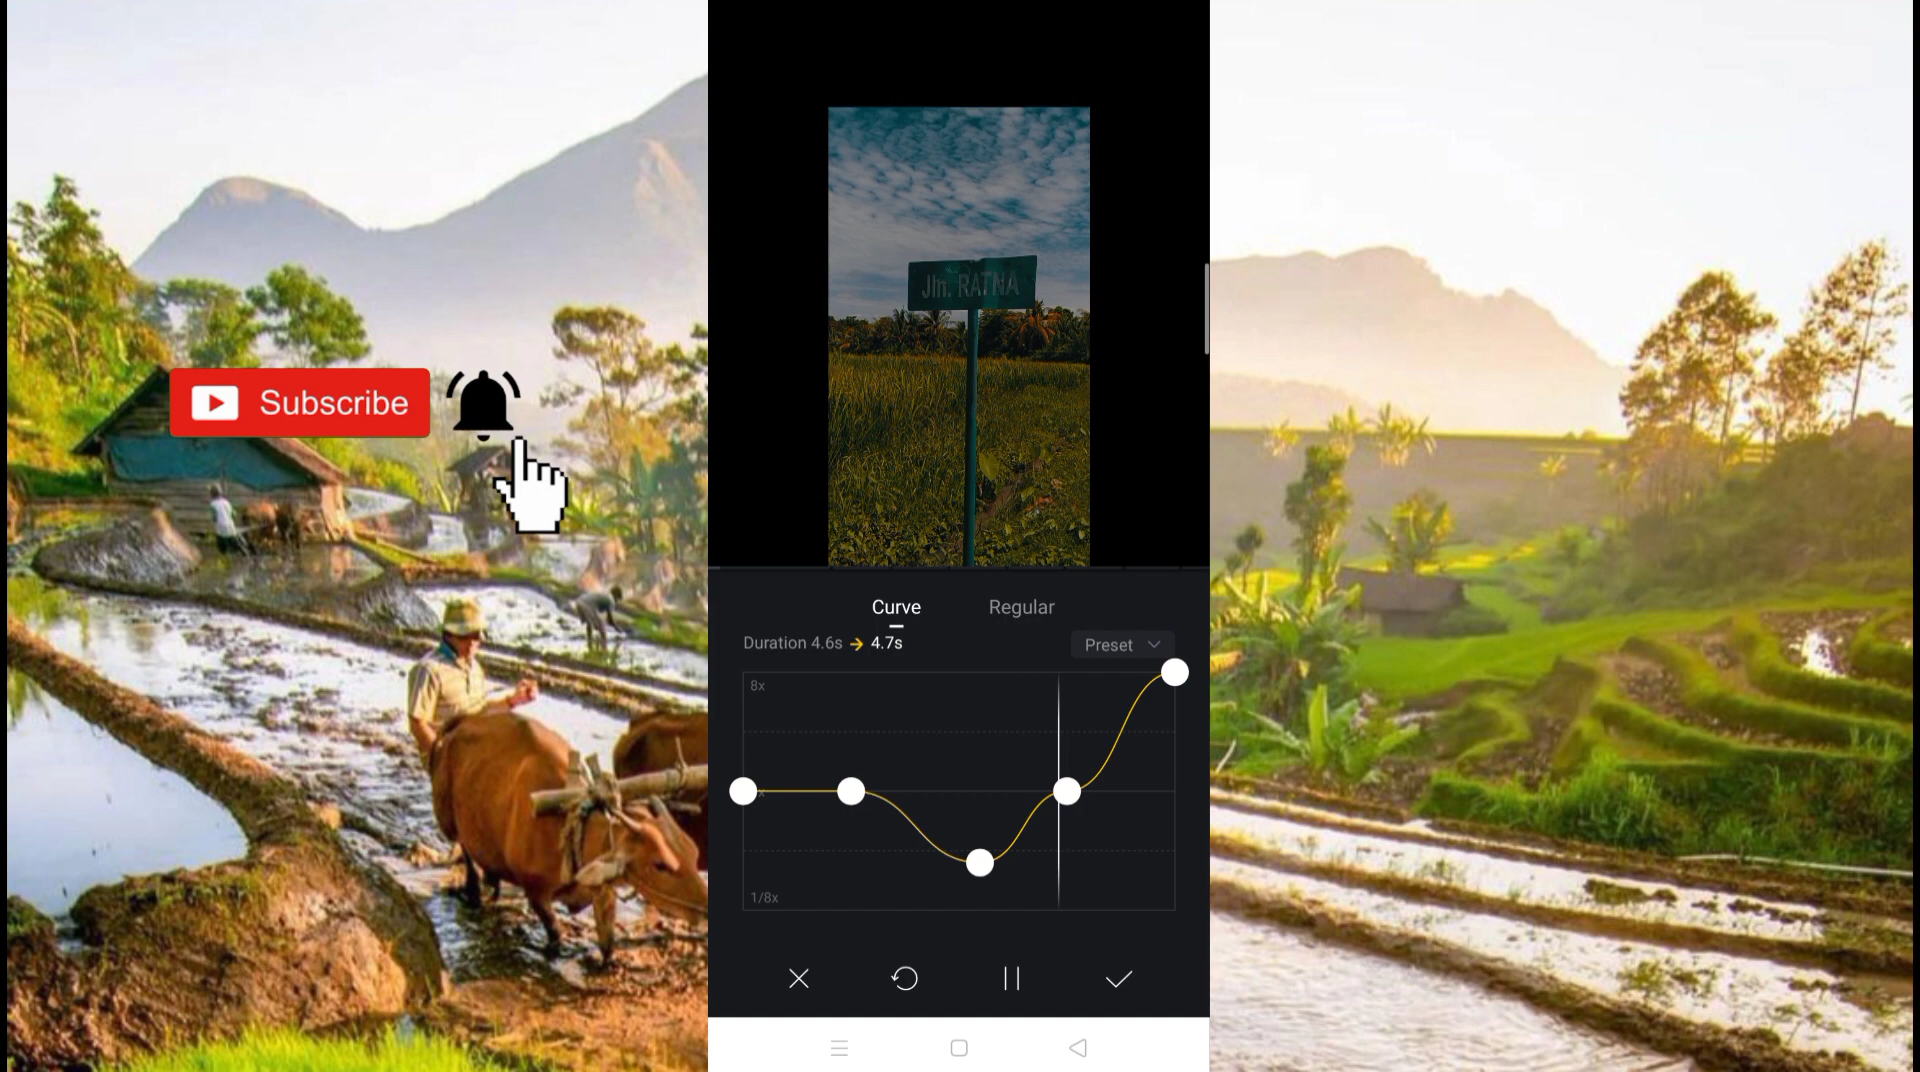 Subscribe
Jln. RATNA
Curve
Regular
Duration 4.6s
4.7s
Preset
8x
x
1/8x